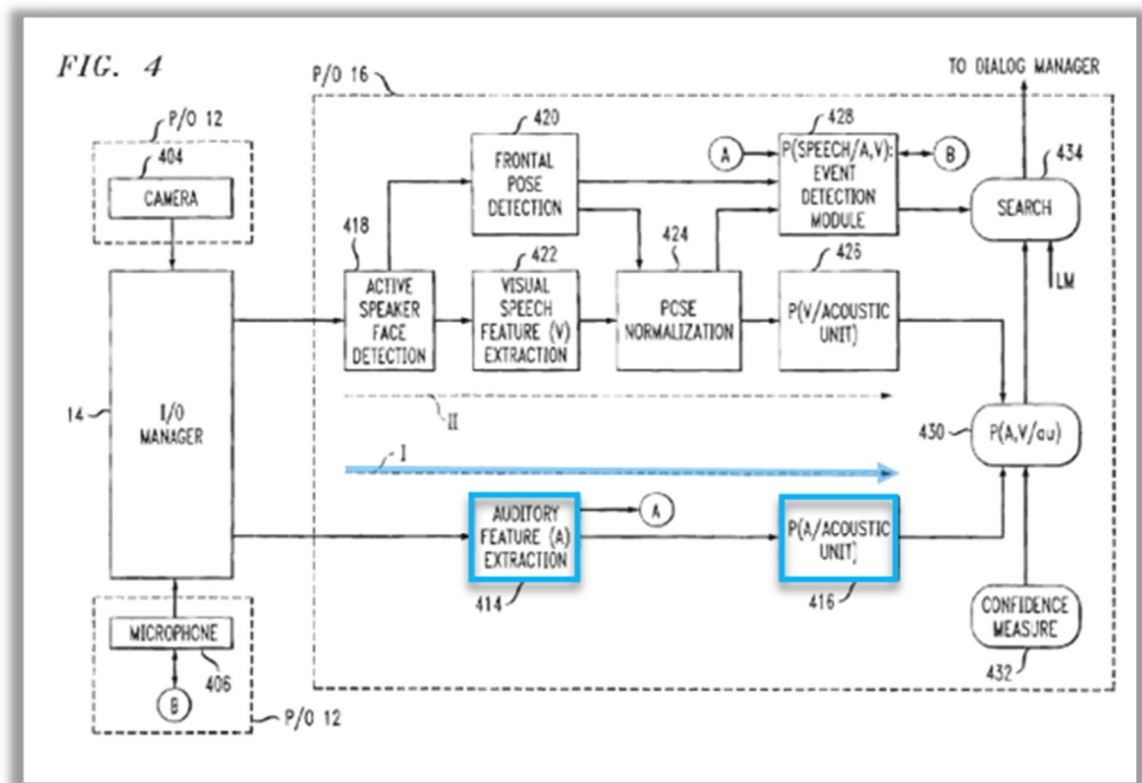 FIG. 4
P/O 12
404
CAMERA
14
I/O
MANAGER
MICROPHONE
406
B
P/O 12
P/O 16
TO DIALOG MANAGER
420
FRONTAL
POSE
DETECTION
A
428
P(SPEECH/A,V):
EVENT
DETECTION
MODULE
B
434
SEARCH
LM
418
ACTIVE
SPEAKER
FACE
DETECTION
422
VISUAL
SPEECH
FEATURE (V)
EXTRACTION
424
POSE
NORMALIZATION
426
P(V/ACOUSTIC
UNIT)
II
I
430
P(A,V/au)
AUDITORY
FEATURE (A)
EXTRACTION
414
A
P(A/ACOUSTIC
UNIT)
416
CONFIDENCE
MEASURE
432